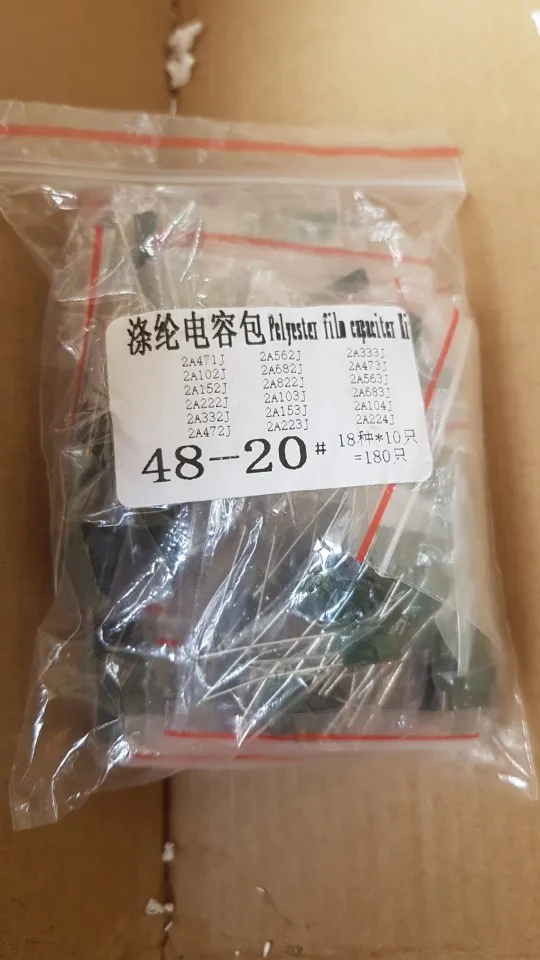 涤纶电容包 Polyester film capacitor Ki
2A471J 2A562J 2A333J
2A102J 2A682J 2A473J
2A152J 2A822J 2A563J
2A222J 2A103J 2A683J
2A332J 2A153J 2A104J
2A472J 2A223J 2A224J
48—20# 18种*10只
=180只